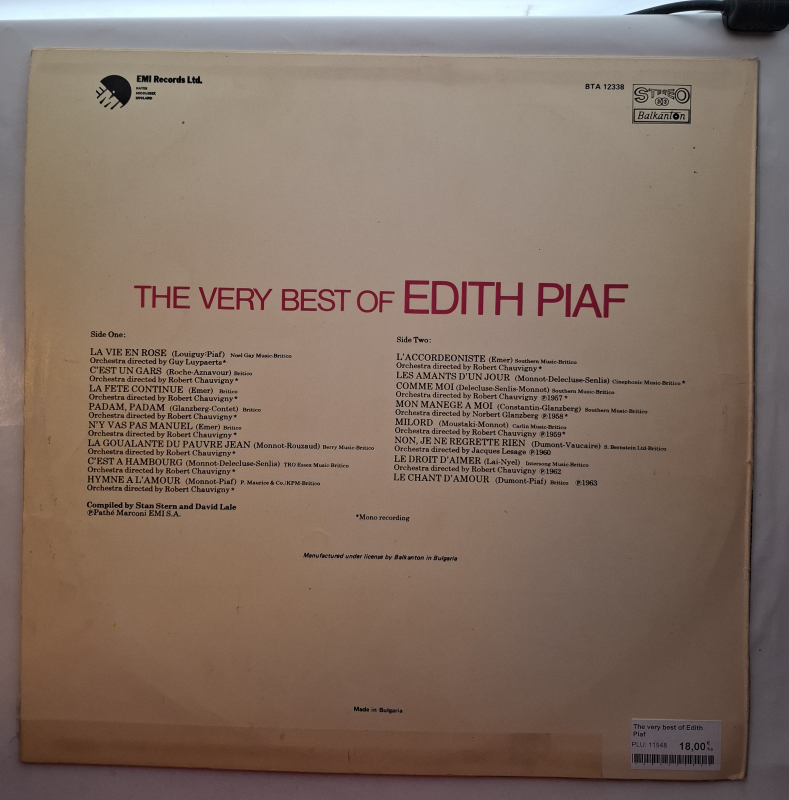 EMI Records Ltd.
HAYES
MIDDLESEX
ENGLAND
EMI
BTA 12338
STEREO
Balkanton
THE VERY BEST OF EDITH PIAF
Side One:
LA VIE EN ROSE (Louiguy-Piaf) Noel Gay Music-Britico
Orchestra directed by Guy Luypaerts*
C'EST UN GARS (Roche-Aznavour) Britico
Orchestra directed by Robert Chauvigny*
LA FETE CONTINUE (Emer) Britico
Orchestra directed by Robert Chauvigny*
PADAM, PADAM (Glanzberg-Contet) Britico
Orchestra directed by Robert Chauvigny*
N'Y VAS PAS MANUEL (Emer) Britico
Orchestra directed by Robert Chauvigny*
LA GOUALANTE DU PAUVRE JEAN (Monnot-Rouzaud) Berry Music-Britico
Orchestra directed by Robert Chauvigny*
C'EST A HAMBOURG (Monnot-Delecluse-Senlis) TRO Essex Music-Britico
Orchestra directed by Robert Chauvigny*
HYMNE A L'AMOUR (Monnot-Piaf) P. Maurice & Co./KPM-Britico
Orchestra directed by Robert Chauvigny*
Compiled by Stan Stern and David Lale
℗Pathé Marconi EMI S.A.
Side Two:
L'ACCORDEONISTE (Emer) Southern Music-Britico
Orchestra directed by Robert Chauvigny*
LES AMANTS D'UN JOUR (Monnot-Delecluse-Senlis) Cinephonic Music-Britico*
COMME MOI (Delecluse-Senlis-Monnot) Southern Music-Britico
Orchestra directed by Robert Chauvigny ℗1957*
MON MANEGE A MOI (Constantin-Glanzberg) Southern Music-Britico
Orchestra directed by Norbert Glanzberg ℗1958*
MILORD (Moustaki-Monnot) Carlin Music-Britico
Orchestra directed by Robert Chauvigny ℗1959*
NON, JE NE REGRETTE RIEN (Dumont-Vaucaire) S. Bernstein Ltd-Britico
Orchestra directed by Jacques Lesage ℗1960
LE DROIT D'AIMER (Lai-Nyel) Intersong Music-Britico
Orchestra directed by Robert Chauvigny ℗1962
LE CHANT D'AMOUR (Dumont-Piaf) Britico ℗1963
*Mono recording
Manufactured under license by Balkanton in Bulgaria
Made in Bulgaria
The very best of Edith
Piaf
PLU: 11948 18,00 €